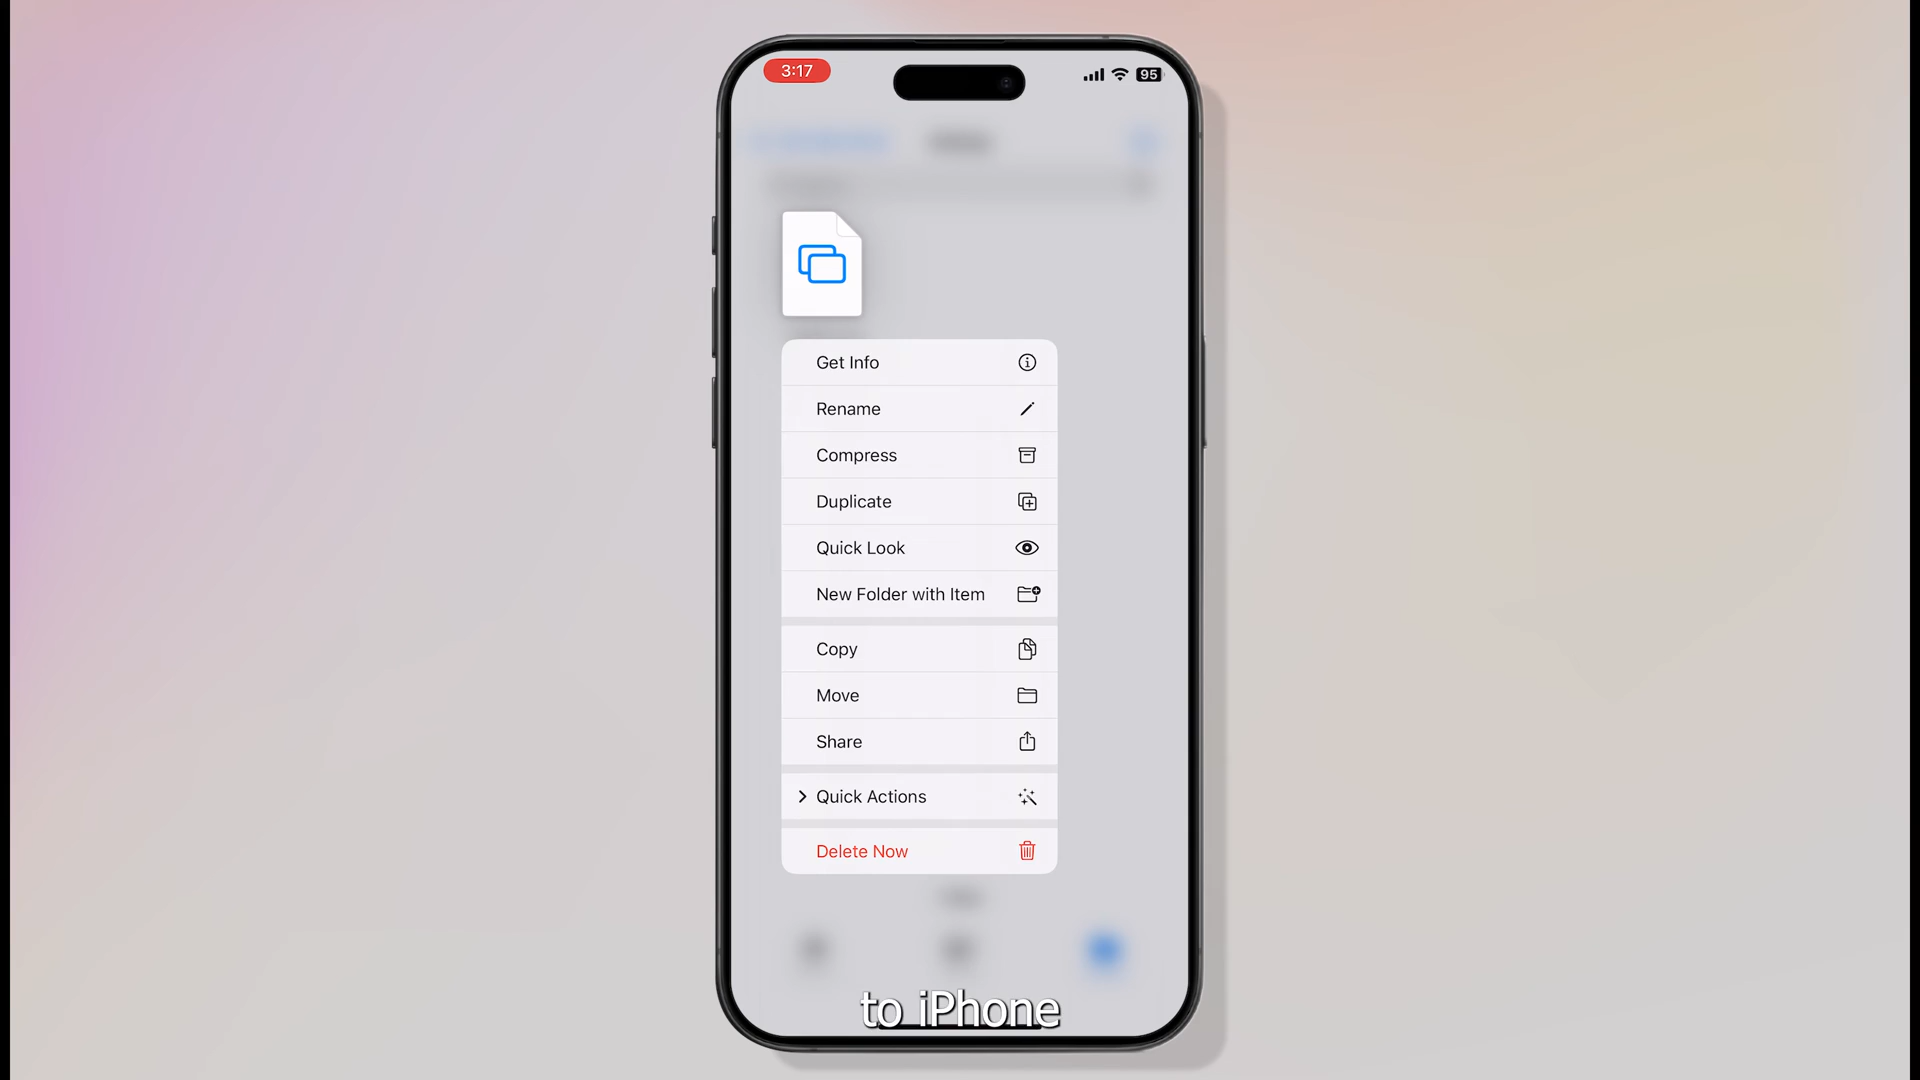 3:17
95
Get Info
Rename
Compress
Duplicate
Quick Look
New Folder with Item
Copy
Move
Share
Quick Actions
Delete Now
to iPhone